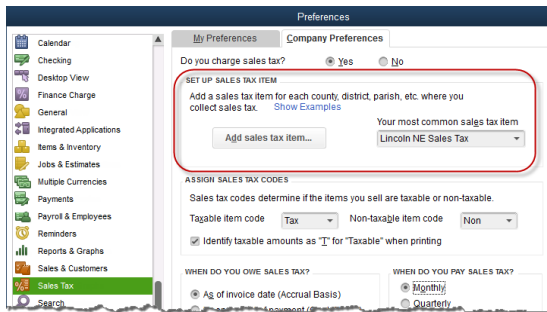 Preferences
Calendar
Checking
Desktop View
Finance Charge
General
Integrated Applications
Items & Inventory
Jobs & Estimates
Multiple Currencies
Payments
Payroll & Employees
Reminders
Reports & Graphs
Sales & Customers
Sales Tax
Search
My Preferences
Company Preferences
Do you charge sales tax? Yes No
SET UP SALES TAX ITEM
Add a sales tax item for each county, district, parish, etc. where you
collect sales tax. Show Examples
Your most common sales tax item
Add sales tax item... Lincoln NE Sales Tax
ASSIGN SALES TAX CODES
Sales tax codes determine if the items you sell are taxable or non-taxable.
Taxable item code Tax Non-taxable item code Non
Identify taxable amounts as "T" for "Taxable" when printing
WHEN DO YOU OWE SALES TAX?
As of invoice date (Accrual Basis)
WHEN DO YOU PAY SALES TAX?
Monthly
Quarterly